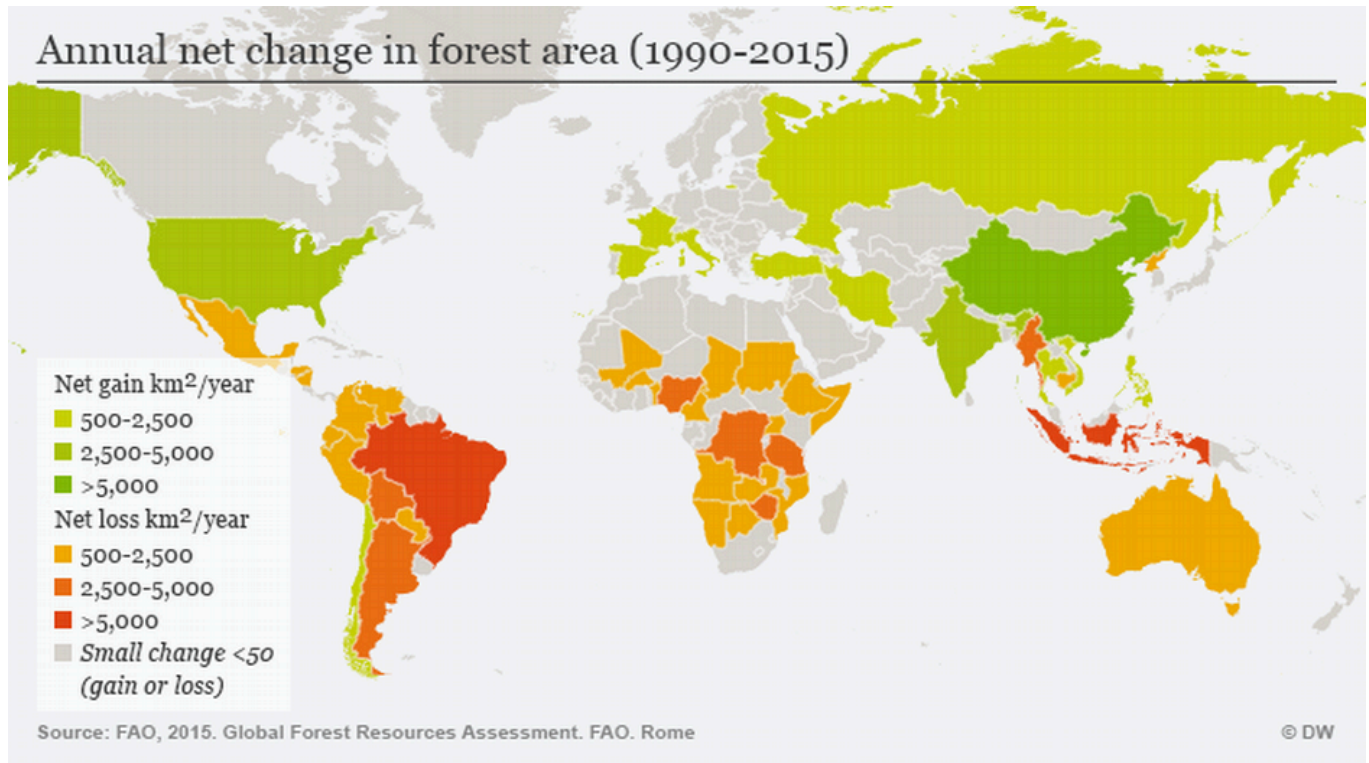 Annual net change in forest area (1990-2015)
Net gain km²/year
500-2,500
2,500-5,000
>5,000
Net loss km²/year
500-2,500
2,500-5,000
>5,000
Small change <50
(gain or loss)
Source: FAO, 2015. Global Forest Resources Assessment. FAO. Rome
© DW